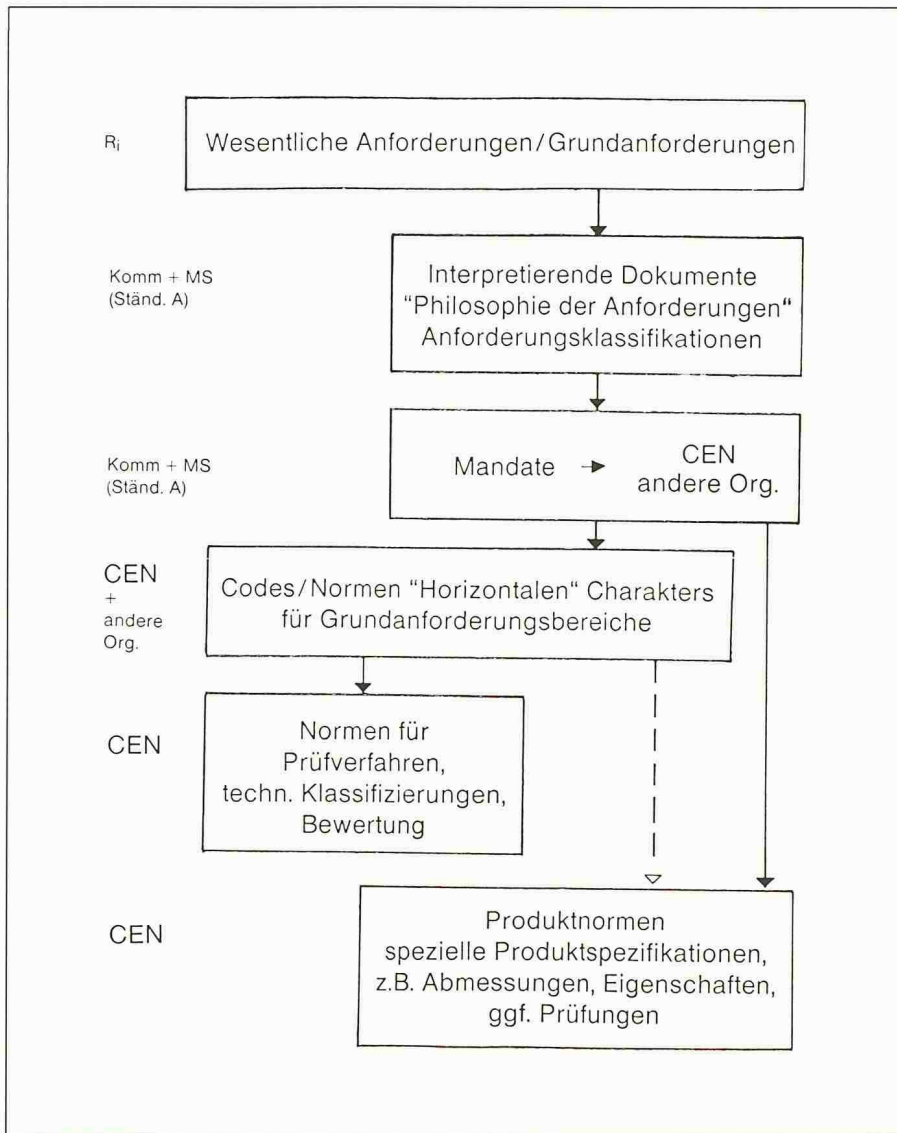 Ri
Wesentliche Anforderungen/Grundanforderungen
Komm + MS
(Ständ. A)
Interpretierende Dokumente
"Philosophie der Anforderungen“
Anforderungsklassifikationen
Komm + MS
(Ständ. A)
Mandate → CEN
andere Org.
CEN
+
andere
Org.
Codes/Normen "Horizontalen“ Charakters
für Grundanforderungsbereiche
CEN
Normen für
Prüfverfahren,
techn. Klassifizierungen,
Bewertung
CEN
Produktnormen
spezielle Produktspezifikationen,
z.B. Abmessungen, Eigenschaften,
ggf. Prüfungen